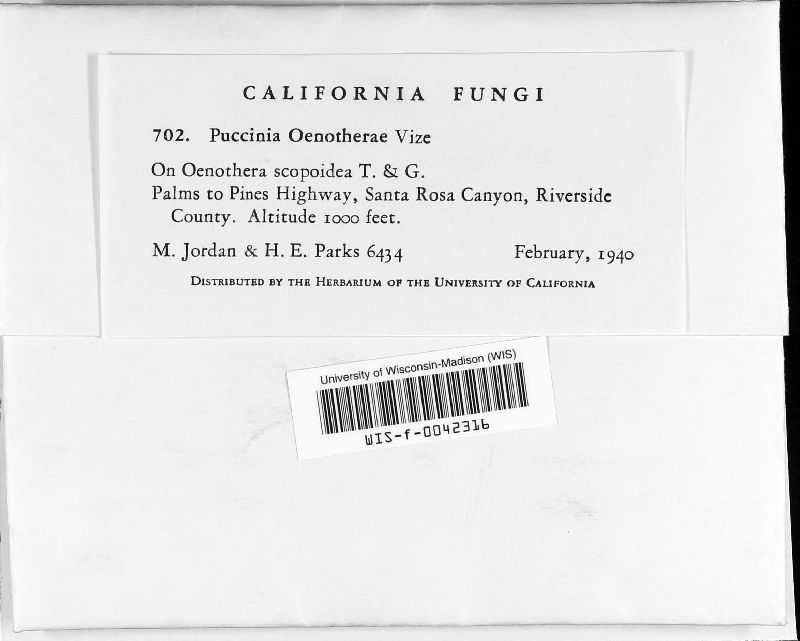 CALIFORNIA FUNGI
702. Puccinia Oenotherae Vize
On Oenothera scopoidea T. & G.
Palms to Pines Highway, Santa Rosa Canyon, Riverside
County. Altitude 1000 feet.
M. Jordan & H. E. Parks 6434 February, 1940
DISTRIBUTED BY THE HERBARIUM OF THE UNIVERSITY OF CALIFORNIA
University of Wisconsin-Madison (WIS)
WIS-f-0042316